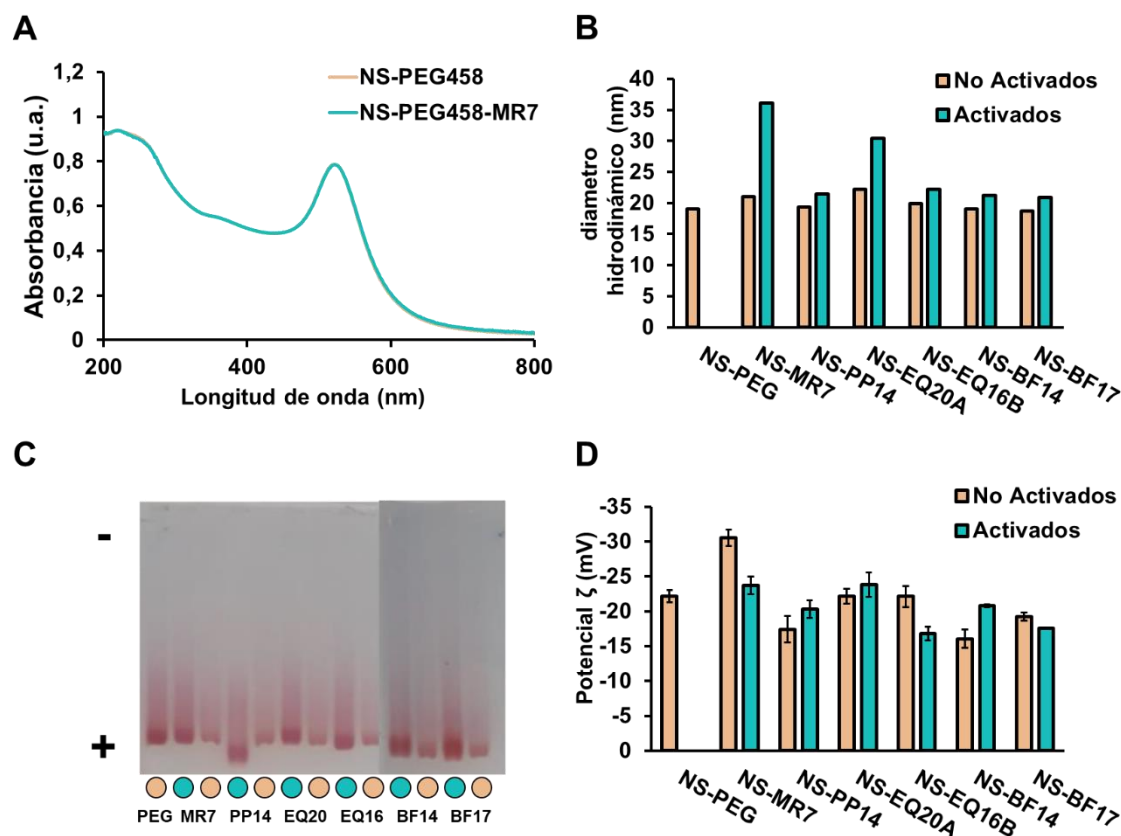 A
NS-PEG458
NS-PEG458-MR7
Absorbancia (u.a.)
1,2
1
0,8
0,6
0,4
0,2
0
200
400
600
800
Longitud de onda (nm)
B
No Activados
Activados
diametro
hidrodinámico (nm)
40
35
30
25
20
15
10
5
0
NS-PEG
NS-MR7
NS-PP14
NS-EQ20A
NS-EQ16B
NS-BF14
NS-BF17
C
-
+
PEG MR7 PP14 EQ20 EQ16 BF14 BF17
D
No Activados
Activados
Potencial ζ (mV)
-35
-30
-25
-20
-15
-10
-5
0
NS-PEG
NS-MR7
NS-PP14
NS-EQ20A
NS-EQ16B
NS-BF14
NS-BF17